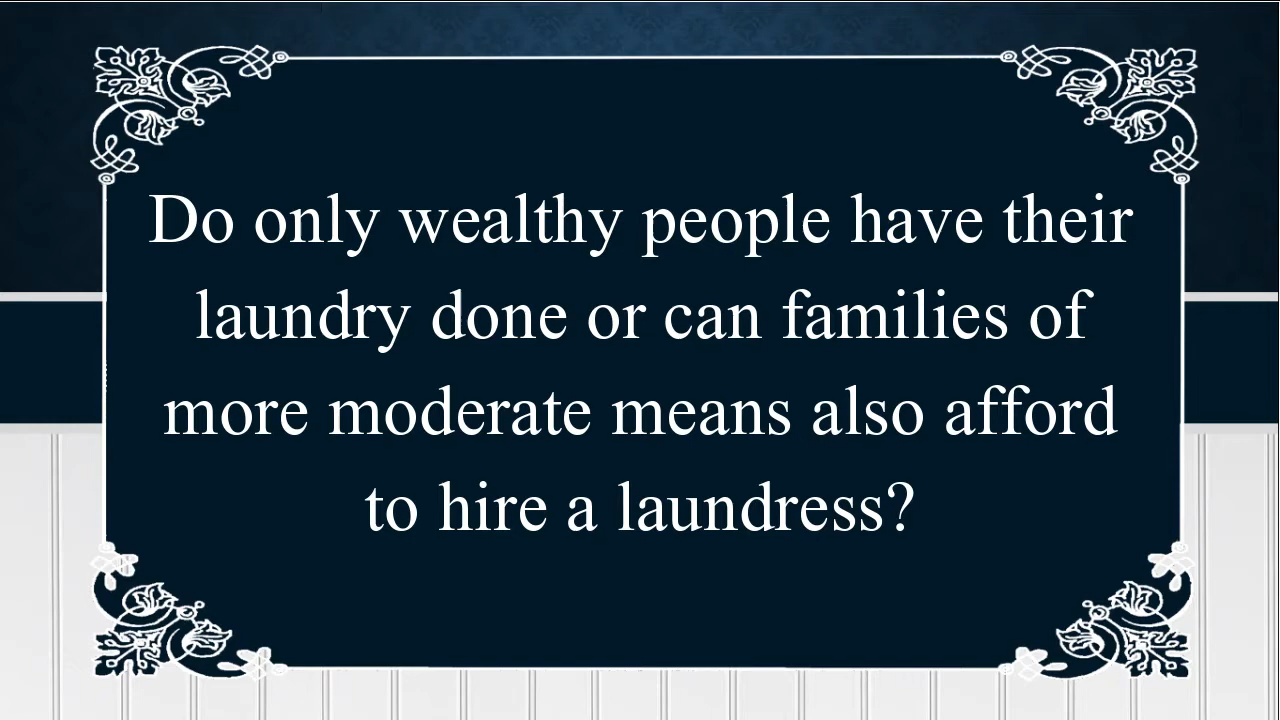 Do only wealthy people have their
laundry done or can families of
more moderate means also afford
to hire a laundress?